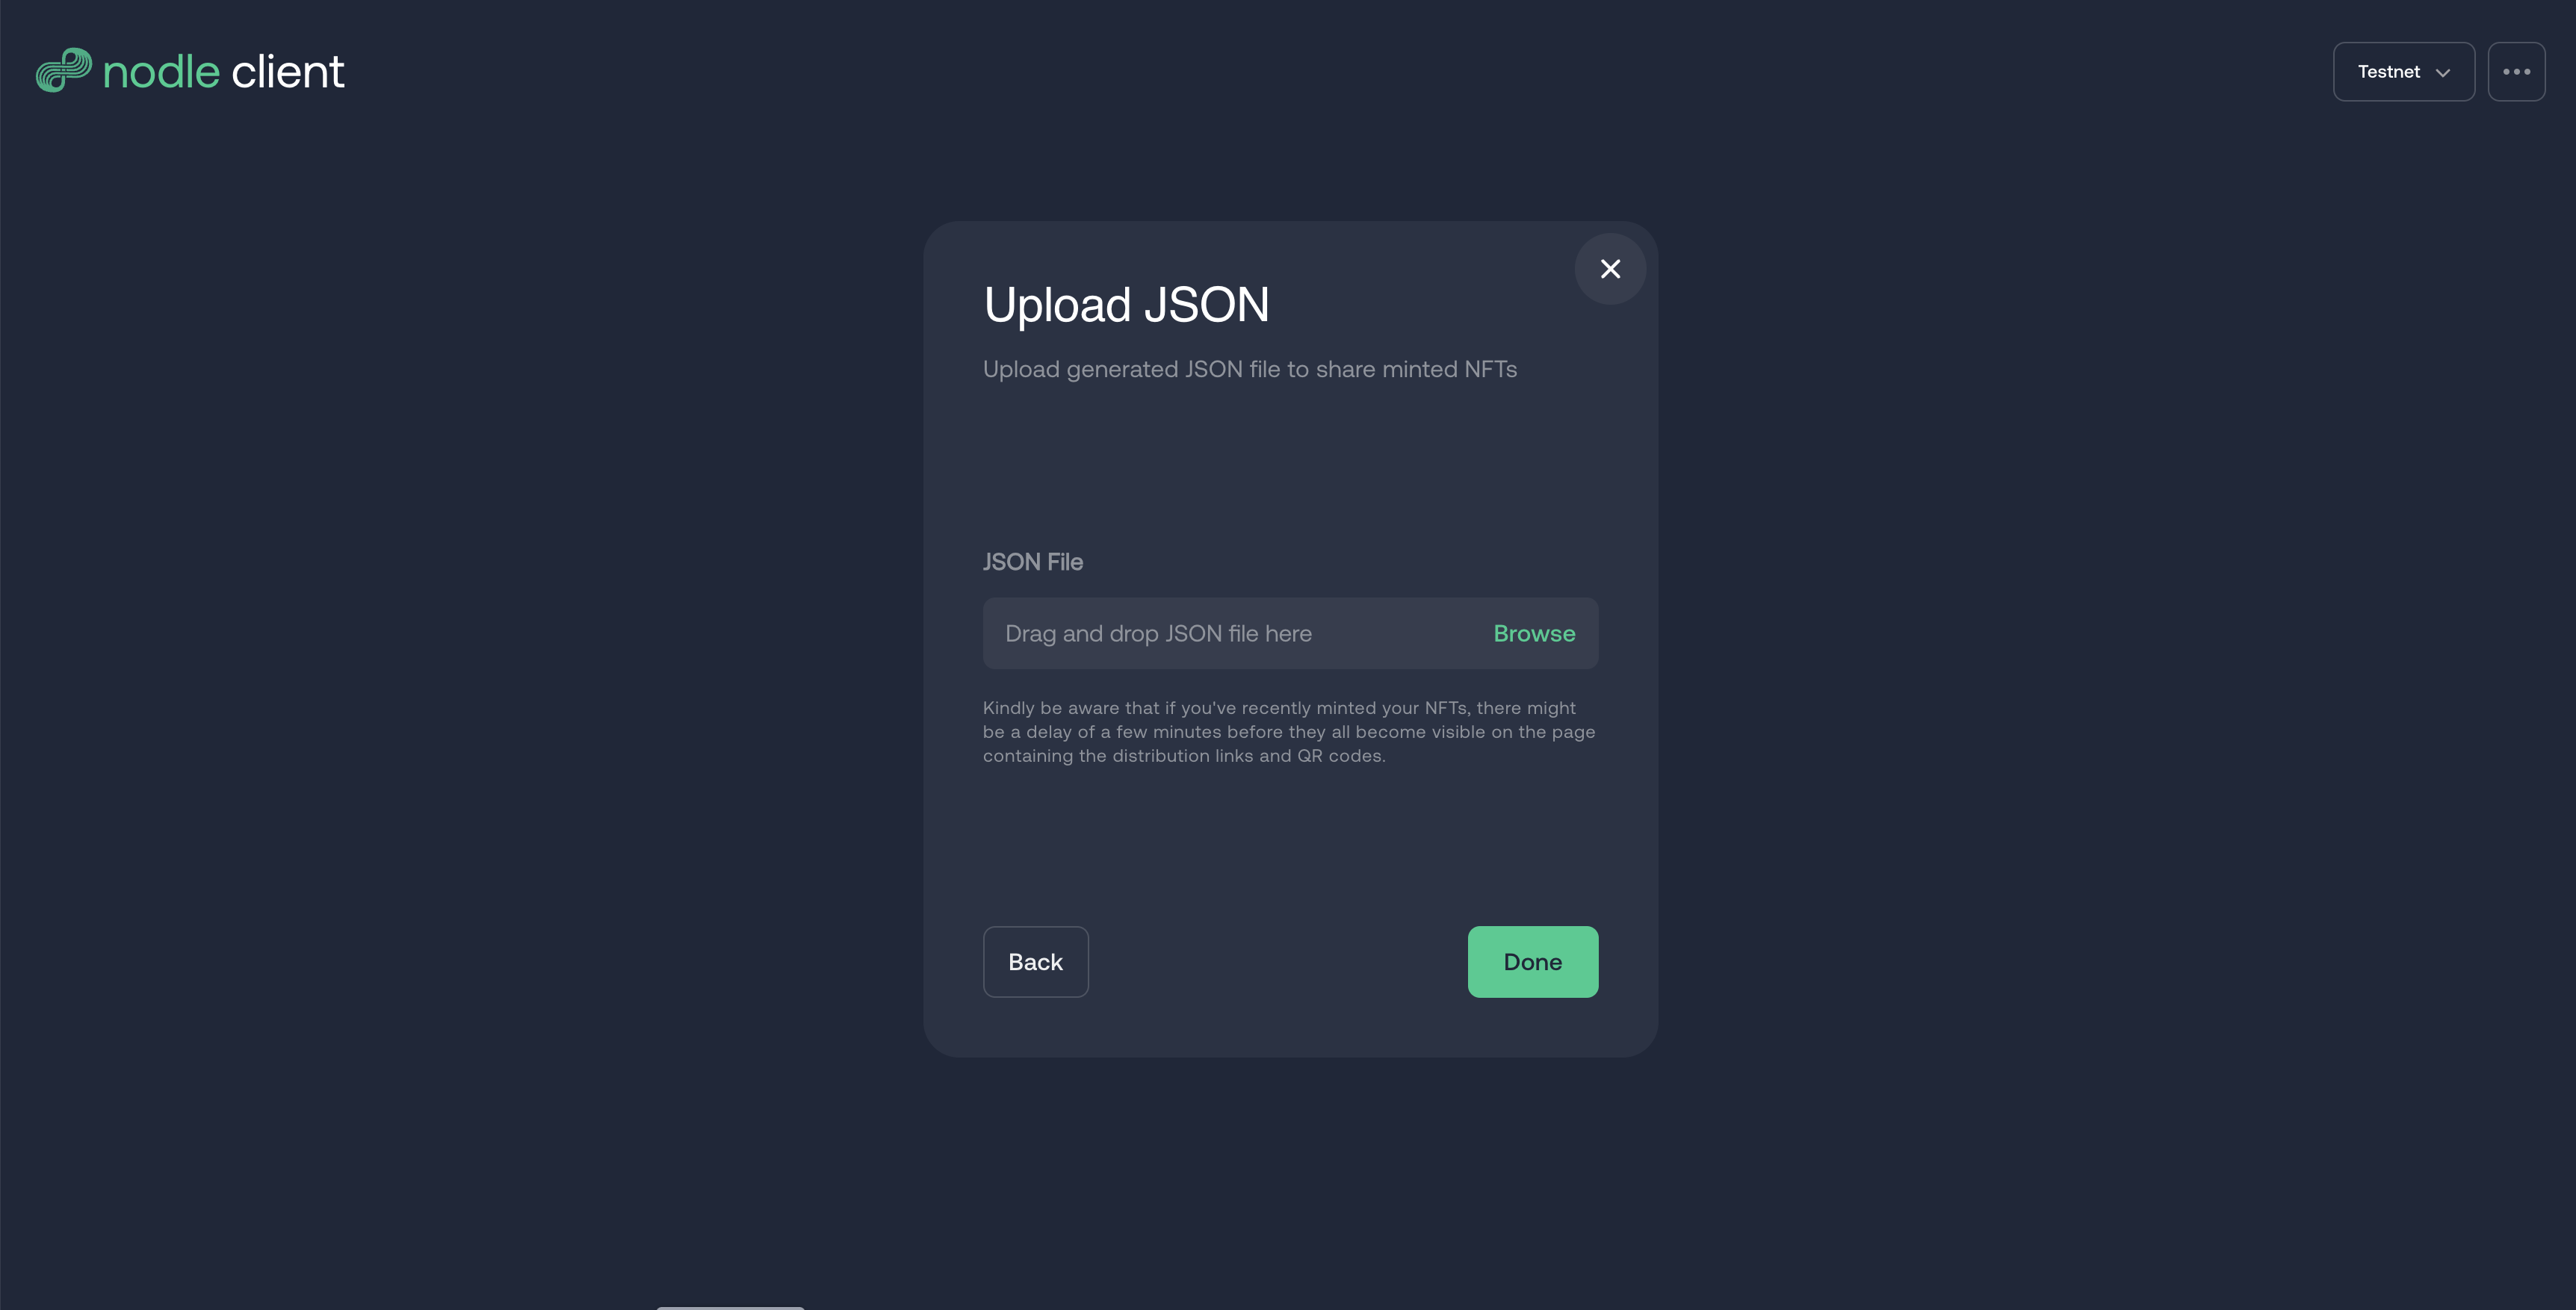 nodle client
Testnet
Upload JSON
Upload generated JSON file to share minted NFTs
JSON File
Drag and drop JSON file here
Browse
Kindly be aware that if you've recently minted your NFTs, there might
be a delay of a few minutes before they all become visible on the page
containing the distribution links and QR codes.
Back
Done